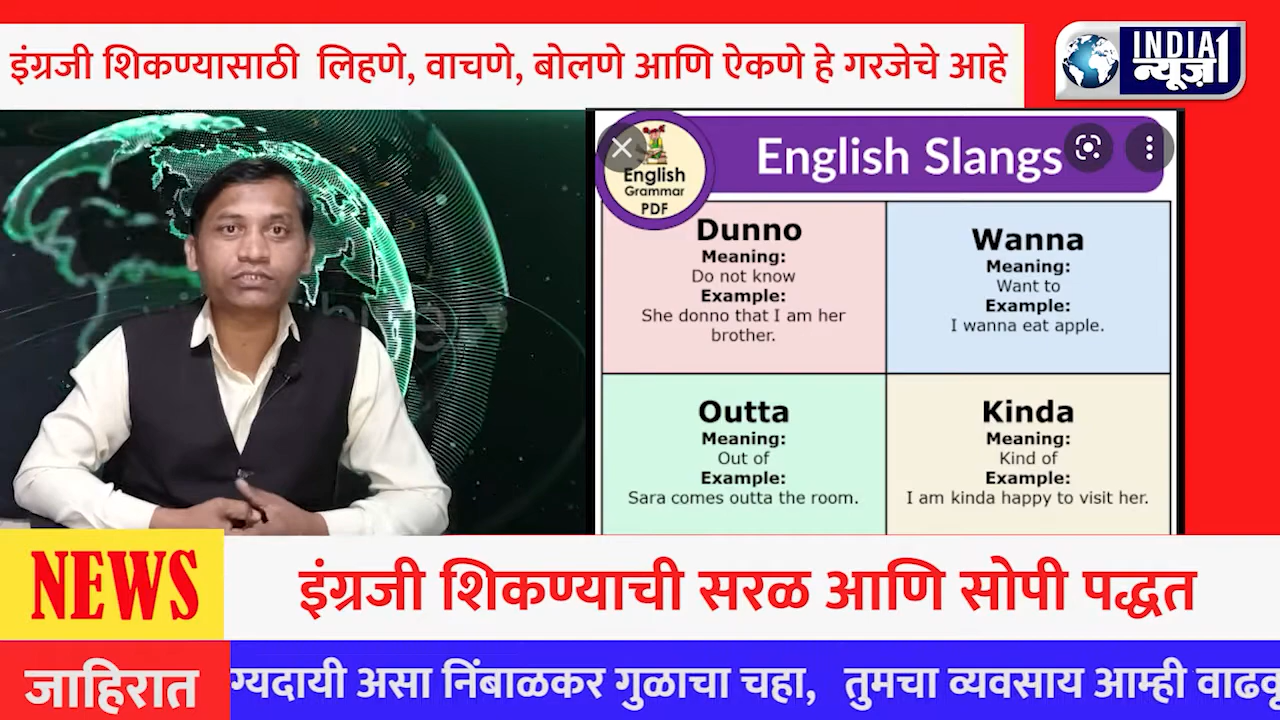 इंग्रजी शिकण्यासाठी लिहणे, वाचणे, बोलणे आणि ऐकणे हे गरजेचे आहे
INDIA
न्यूज़ 1
English
Grammar
PDF
English Slangs
Dunno
Meaning:
Do not know
Example:
She donno that I am her
brother.
Wanna
Meaning:
Want to
Example:
I wanna eat apple.
Outta
Meaning:
Out of
Example:
Sara comes outta the room.
Kinda
Meaning:
Kind of
Example:
I am kinda happy to visit her.
NEWS
इंग्रजी शिकण्याची सरळ आणि सोपी पद्धत
जाहिरात
ग्यदायी असा निंबाळकर गुळाचा चहा, तुमचा व्यवसाय आम्ही वाढवू